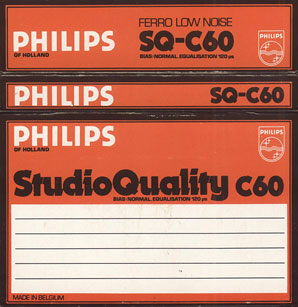 PHILIPS
OF HOLLAND
FERRO LOW NOISE
SQ-C60
BIAS-NORMAL EQUALISATION 120 µs
PHILIPS
PHILIPS
SQ-C60
PHILIPS
OF HOLLAND
PHILIPS
StudioQuality C60
BIAS-NORMAL EQUALISATION 120 µs
MADE IN BELGIUM